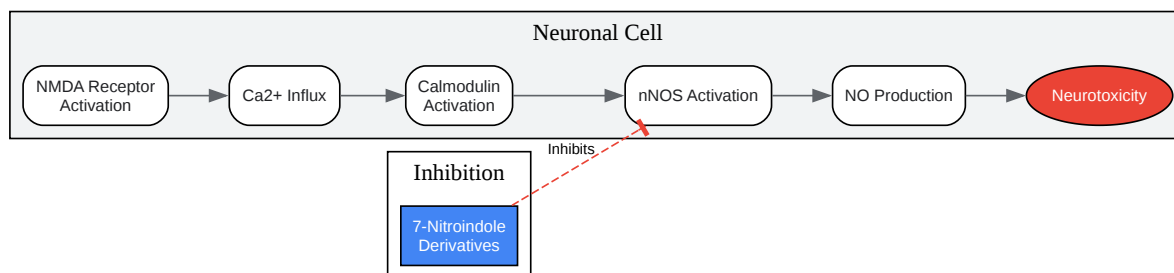 Neuronal Cell
NMDA Receptor
Activation
Ca2+ Influx
Calmodulin
Activation
nNOS Activation
NO Production
Neurotoxicity
Inhibits
Inhibition
7-Nitroindole
Derivatives